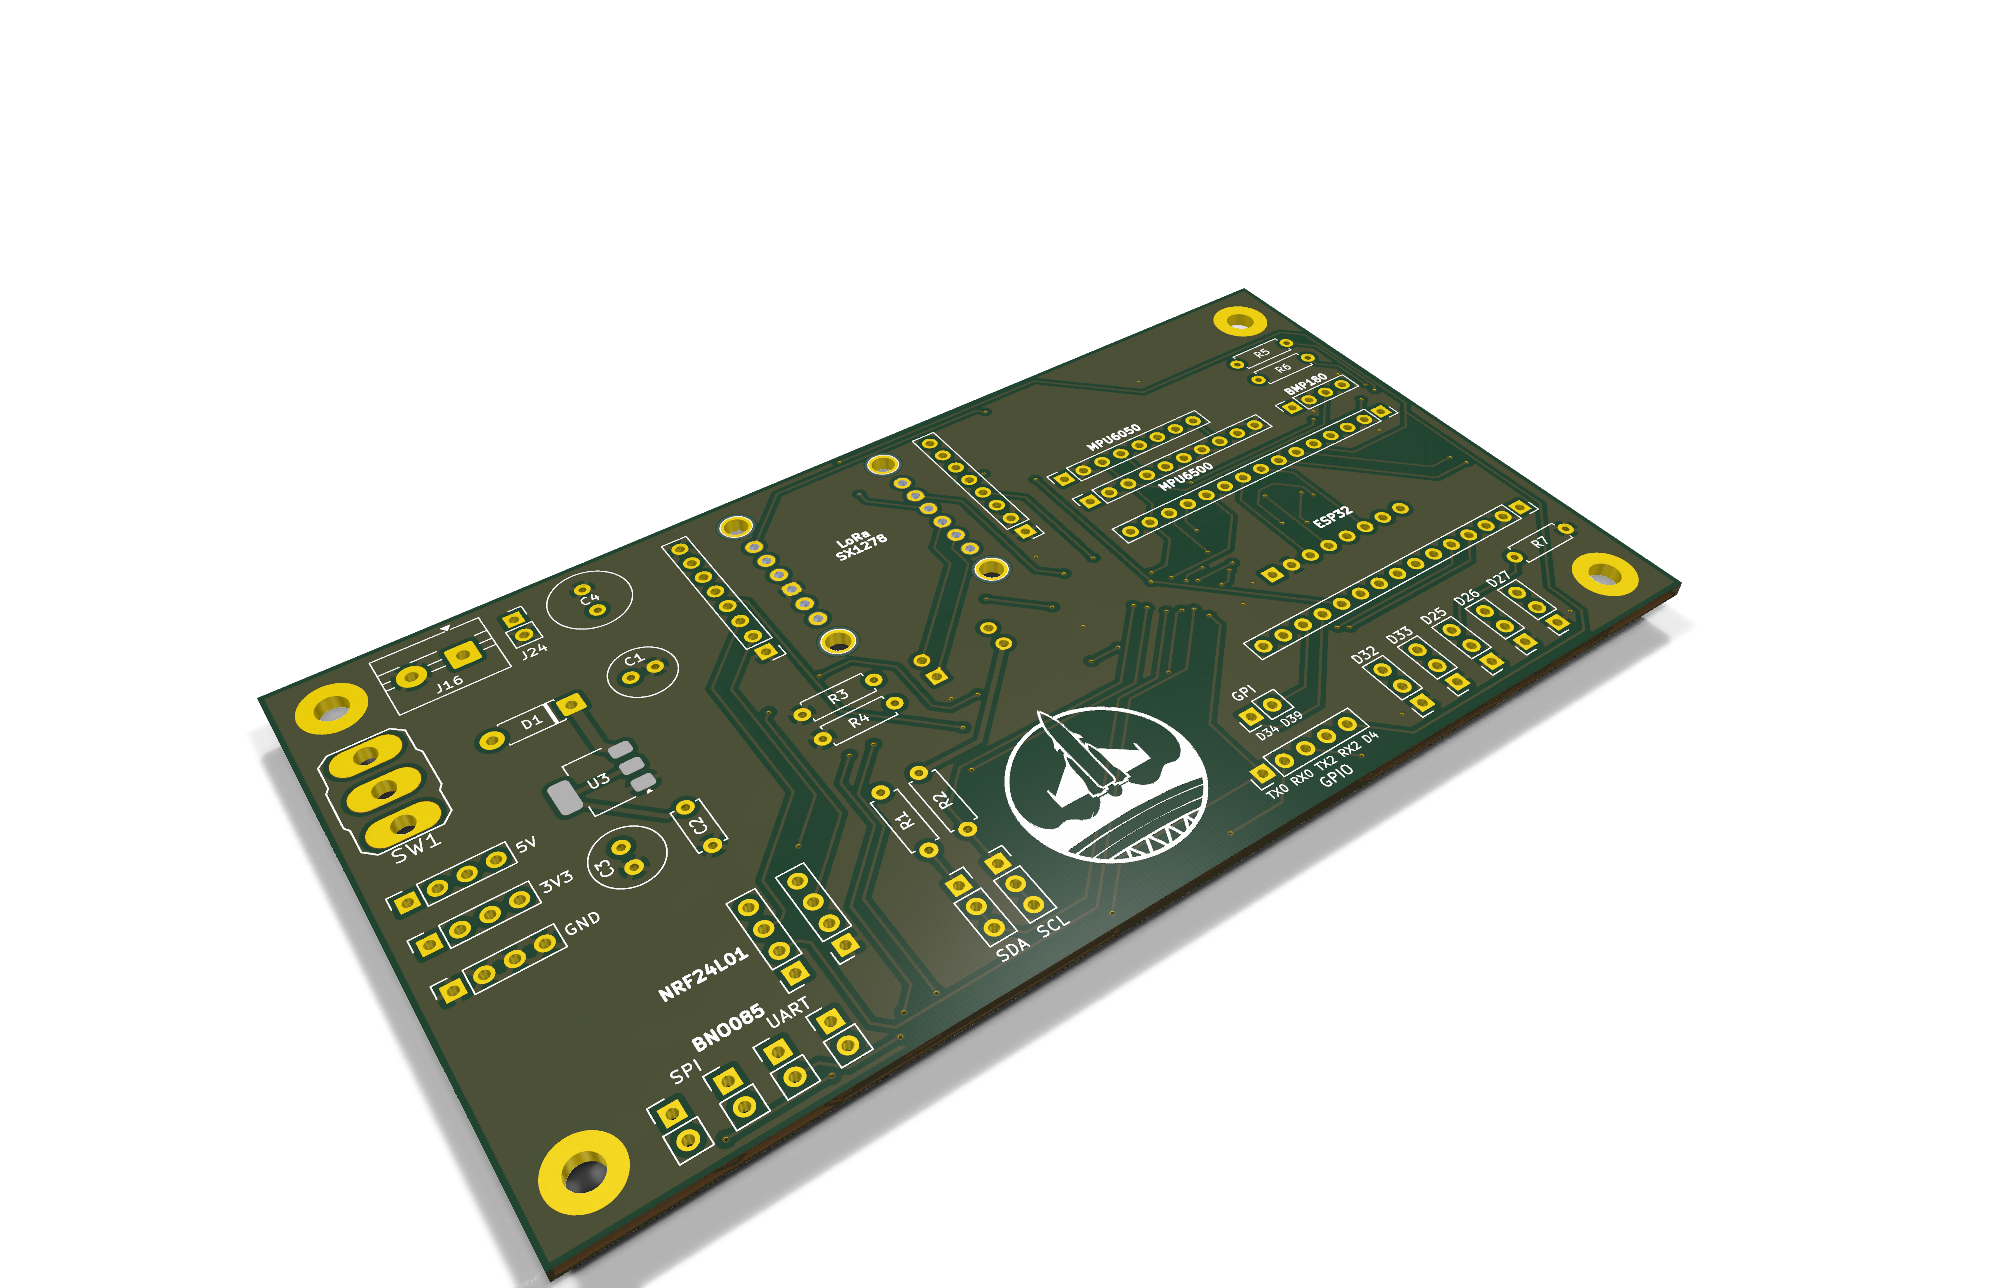 R5
R6
BMP180
MPU6050
MPU6500
ESP32
LoRa
SX1278
R7
D27
D26
D25
D33
D32
C4
J24
J16
C1
D1
R3
R4
GPI
D34 D39
TX0 RX0 TX2 RX2 D4
GPIO
U3
R1
R2
C2
C3
SW1
5V
3V3
GND
SDA SCL
NRF24L01
BNO085
UART
SPI